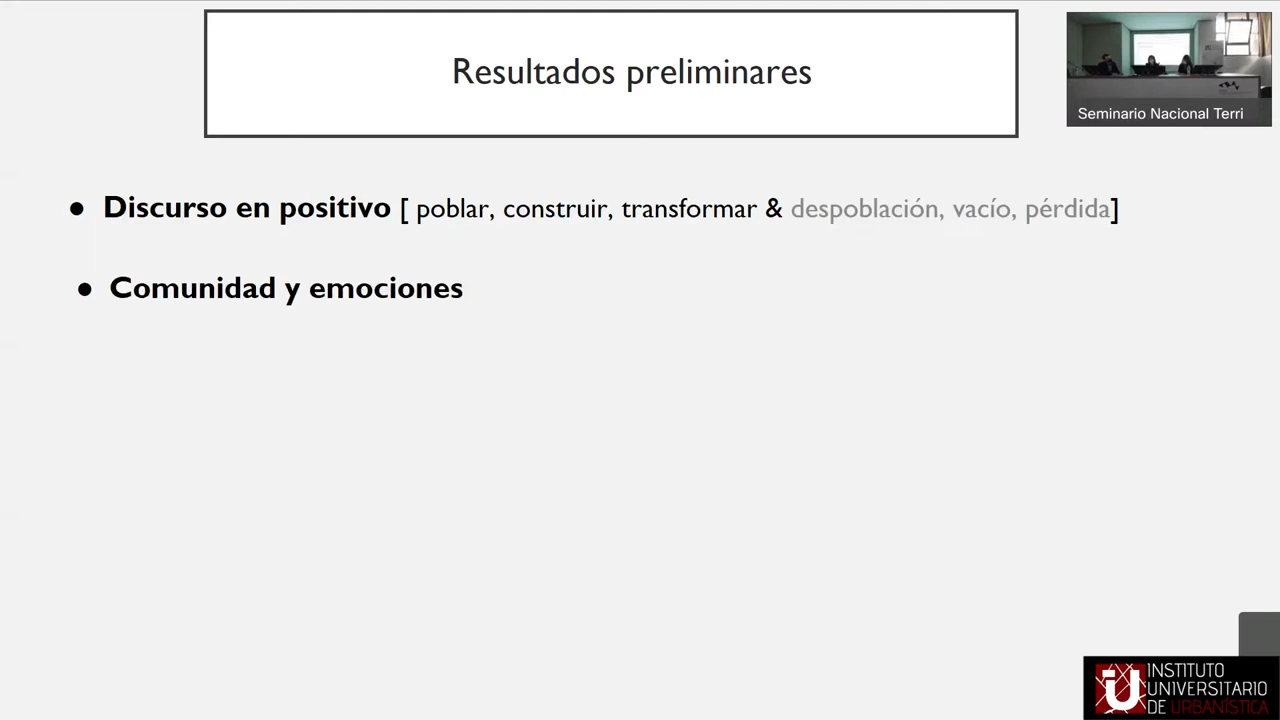 Resultados preliminares
Seminario Nacional Terri
● Discurso en positivo [ poblar, construir, transformar & despoblación, vacío, pérdida]
● Comunidad y emociones
INSTITUTO
UNIVERSITARIO
DE URBANÍSTICA